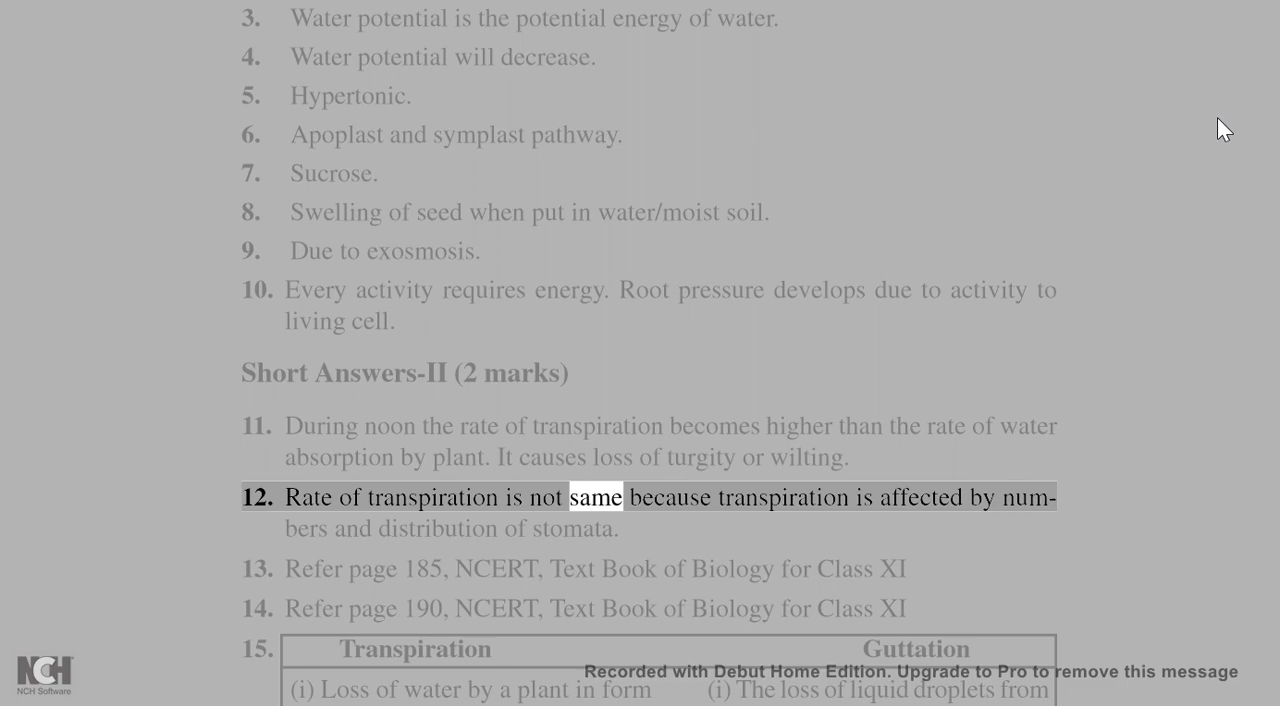 3. Water potential is the potential energy of water.
4. Water potential will decrease.
5. Hypertonic.
6. Apoplast and symplast pathway.
7. Sucrose.
8. Swelling of seed when put in water/moist soil.
9. Due to exosmosis.
10. Every activity requires energy. Root pressure develops due to activity to
living cell.
Short Answers-II (2 marks)
11. During noon the rate of transpiration becomes higher than the rate of water
absorption by plant. It causes loss of turgity or wilting.
12. Rate of transpiration is not same because transpiration is affected by num-
bers and distribution of stomata.
13. Refer page 185, NCERT, Text Book of Biology for Class XI
14. Refer page 190, NCERT, Text Book of Biology for Class XI
15. Transpiration Guttation
(i) Loss of water by a plant in form (i) The loss of liquid droplets from
NCH
NCH Software
Recorded with Debut Home Edition. Upgrade to Pro to remove this message